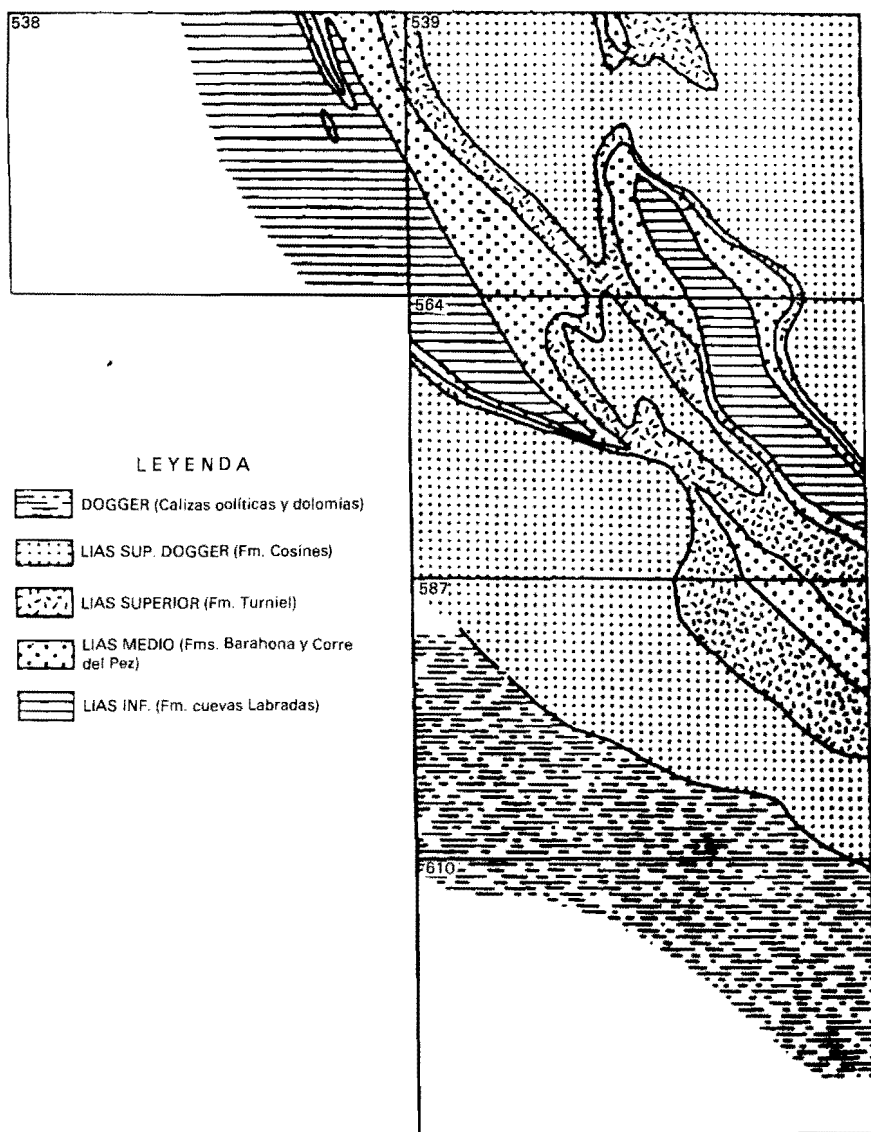 538
539
564
587
610
LEYENDA
DOGGER (Calizas oolíticas y dolomías)
LIAS SUP. DOGGER (Fm. Cosines)
LIAS SUPERIOR (Fm. Turniel)
LIAS MEDIO (Fms. Barahona y Corre
del Pez)
LIAS INF. (Fm. cuevas Labradas)